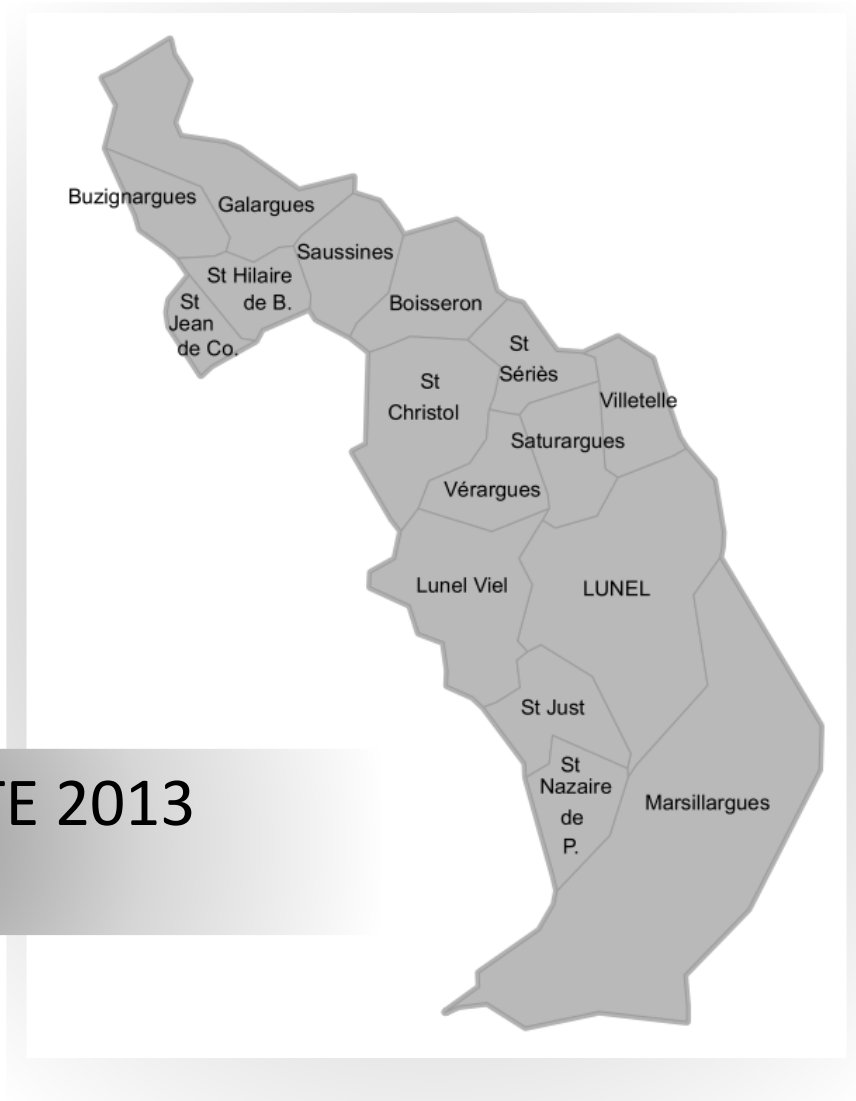 Buzignargues
Galargues
Saussines
St Hilaire
de B.
St
Jean
de Co.
Boisseron
St
Sériès
St
Christol
Villetelle
Saturargues
Vérargues
Lunel Viel
LUNEL
St Just
St
Nazaire
de
P.
Marsillargues
TE 2013